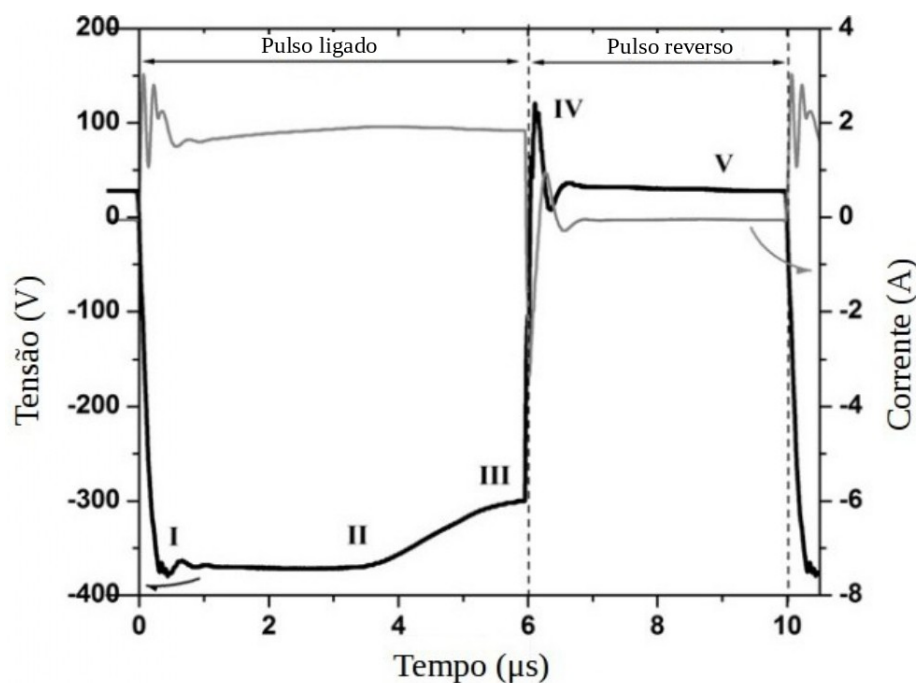 200
100
0
-100
-200
-300
-400
Tensão (V)
Pulso ligado
Pulso reverso
I
II
III
IV
V
4
2
0
-2
-4
-6
-8
Corrente (A)
0
2
4
6
8
10
Tempo (μs)